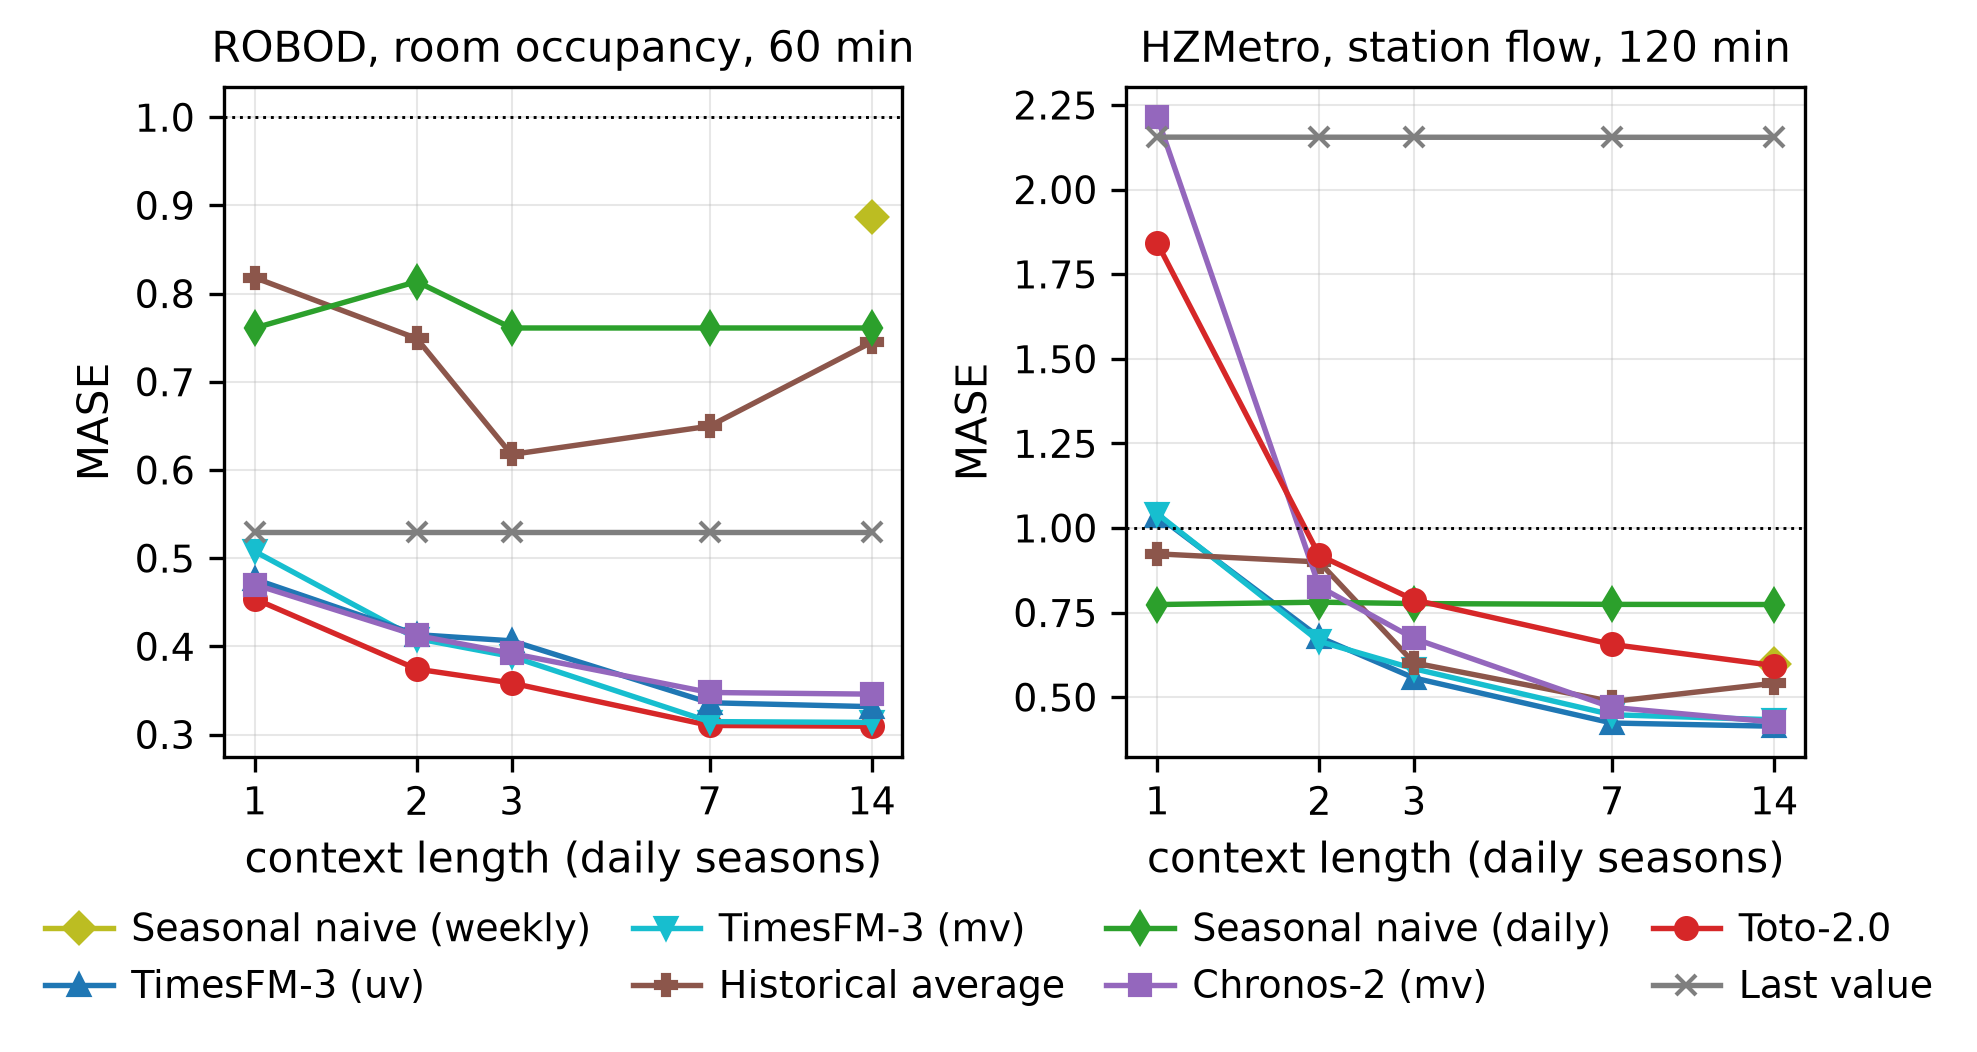 ROBOD, room occupancy, 60 min
HZMetro, station flow, 120 min
MASE
1.0
0.9
0.8
0.7
0.6
0.5
0.4
0.3
1 2 3 7 14
context length (daily seasons)
MASE
2.25
2.00
1.75
1.50
1.25
1.00
0.75
0.50
1 2 3 7 14
context length (daily seasons)
Seasonal naive (weekly) TimesFM-3 (mv) Seasonal naive (daily) Toto-2.0
TimesFM-3 (uv) Historical average Chronos-2 (mv) Last value